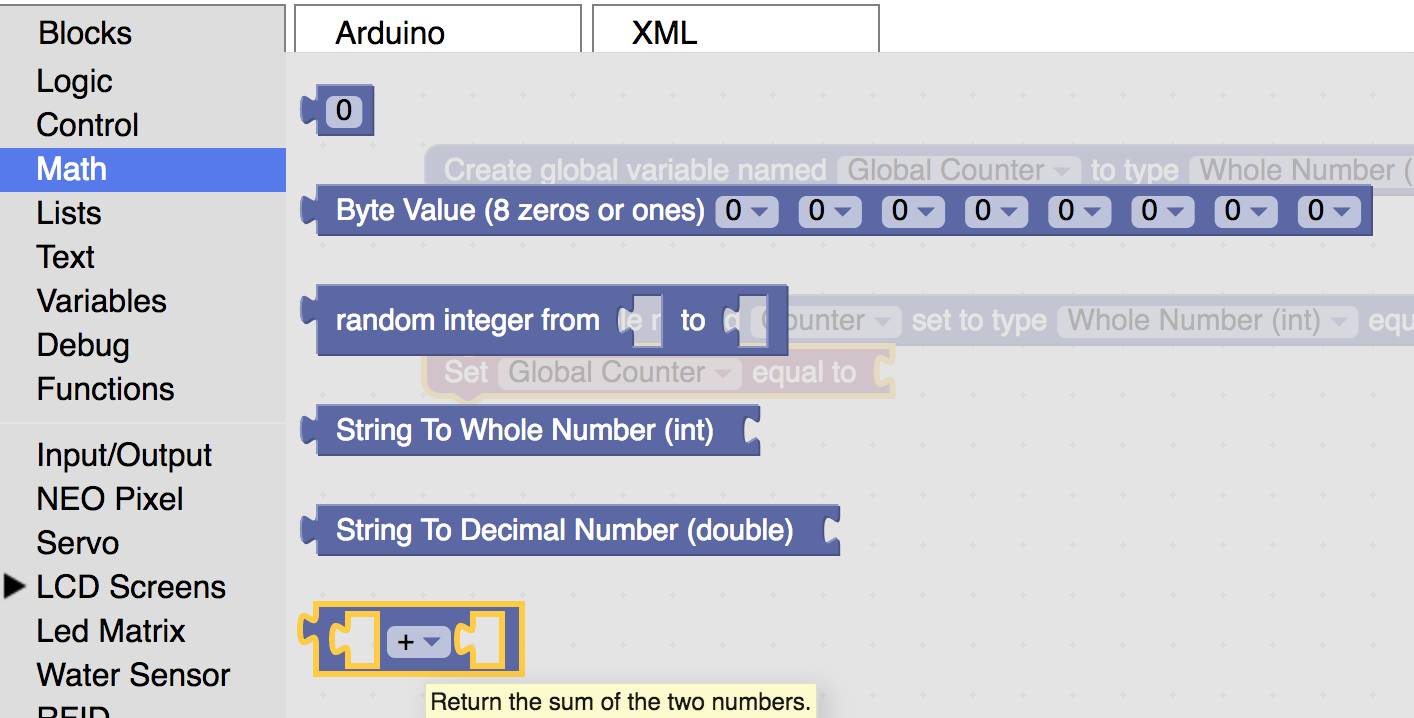 Blocks
Arduino
XML
Logic
Control
Math
Lists
Text
Variables
Debug
Functions
Input/Output
NEO Pixel
Servo
LCD Screens
Led Matrix
Water Sensor
RFID
0
Create global variable named Global Counter to type Whole Number (
Byte Value (8 zeros or ones) 0 0 0 0 0 0 0 0
random integer from to
Counter set to type Whole Number (int) equ
Set Global Counter equal to
String To Whole Number (int)
String To Decimal Number (double)
+
Return the sum of the two numbers.